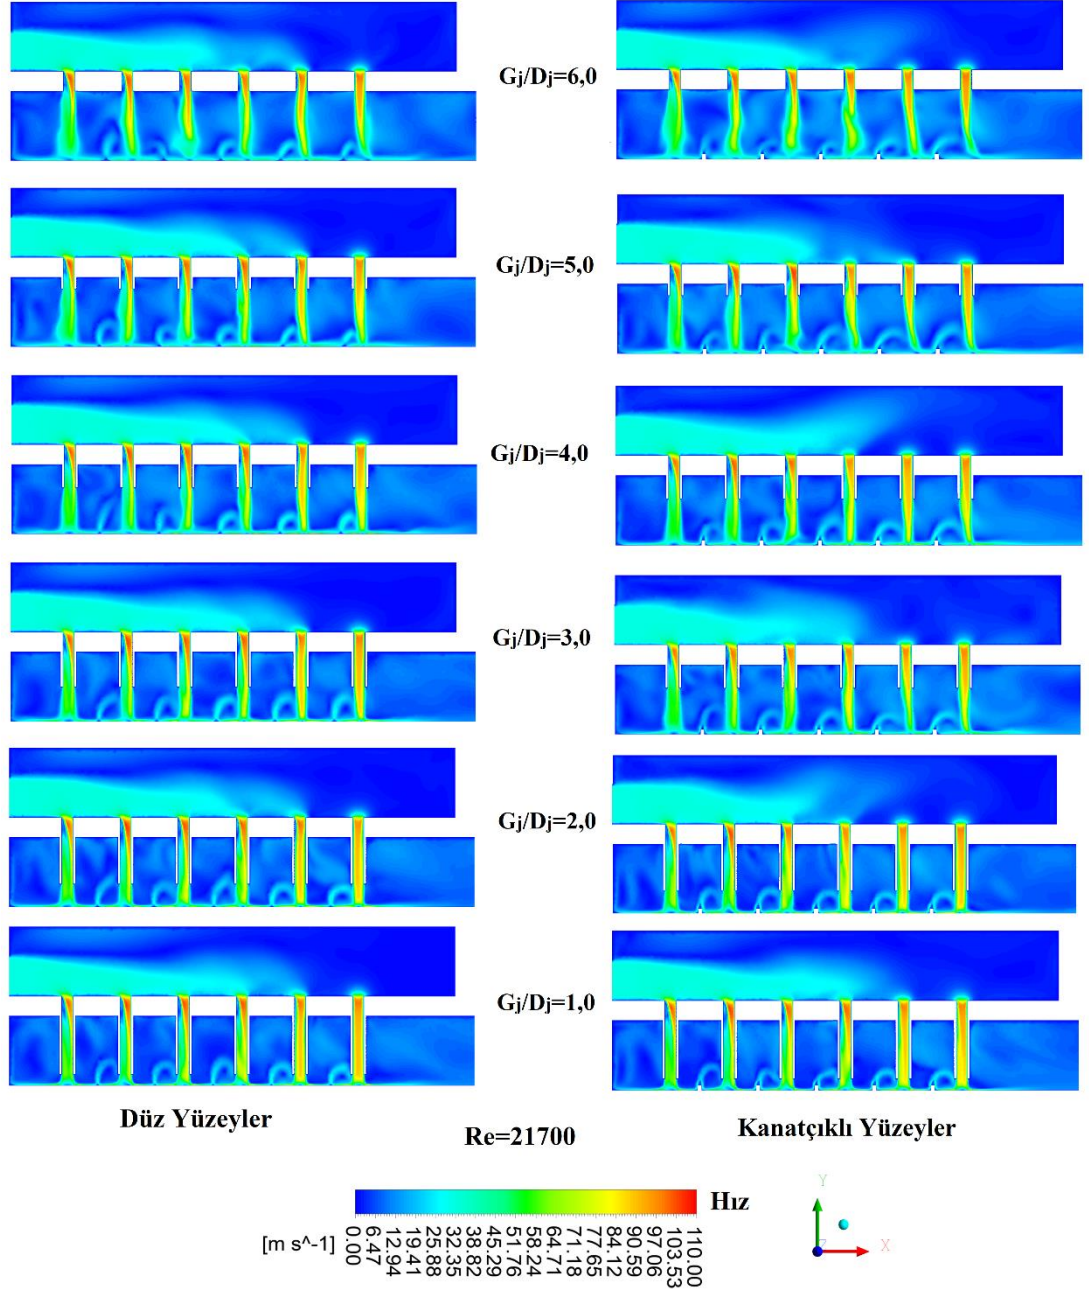 Gj/Dj=6,0
Gj/Dj=5,0
Gj/Dj=4,0
Gj/Dj=3,0
Gj/Dj=2,0
Gj/Dj=1,0
Düz Yüzeyler
Kanatçıklı Yüzeyler
Re=21700
Hız
[m s^-1]
0.00
6.47
12.94
19.41
25.88
32.35
38.82
45.29
51.76
58.24
64.71
71.18
77.65
84.12
90.59
97.06
103.53
110.00
Y
Z
X